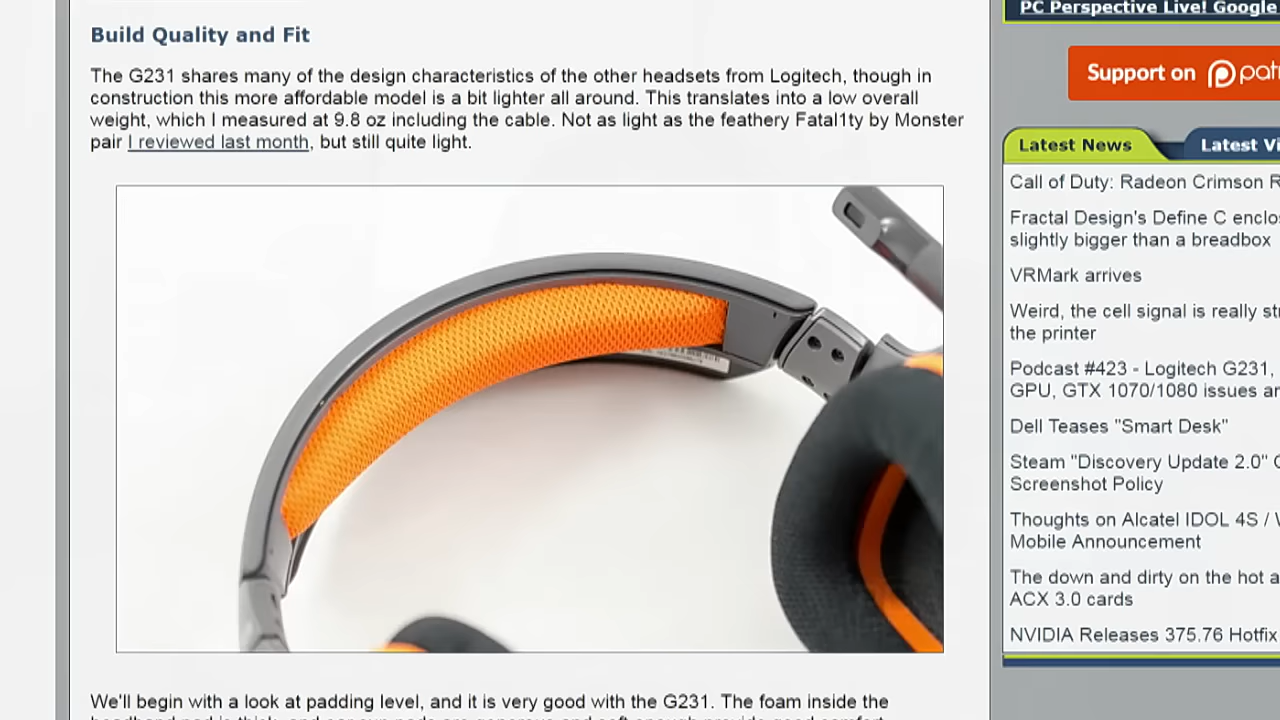 PC Perspective Live! Google
Build Quality and Fit
The G231 shares many of the design characteristics of the other headsets from Logitech, though in
construction this more affordable model is a bit lighter all around. This translates into a low overall
weight, which I measured at 9.8 oz including the cable. Not as light as the feathery Fatal1ty by Monster
pair I reviewed last month, but still quite light.
We'll begin with a look at padding level, and it is very good with the G231. The foam inside the
Support on
Latest News
Call of Duty: Radeon Crimson
Fractal Design's Define C
slightly bigger than a breadbox
VRMark arrives
Weird, the cell signal is really
the printer
Podcast #423 - Logitech G231,
GPU, GTX 1070/1080 issues
Dell Teases "Smart Desk"
Steam "Discovery Update 2.0"
Screenshot Policy
Thoughts on Alcatel IDOL 4S /
Mobile Announcement
The down and dirty on the hot
ACX 3.0 cards
NVIDIA Releases 375.76 Hotfix